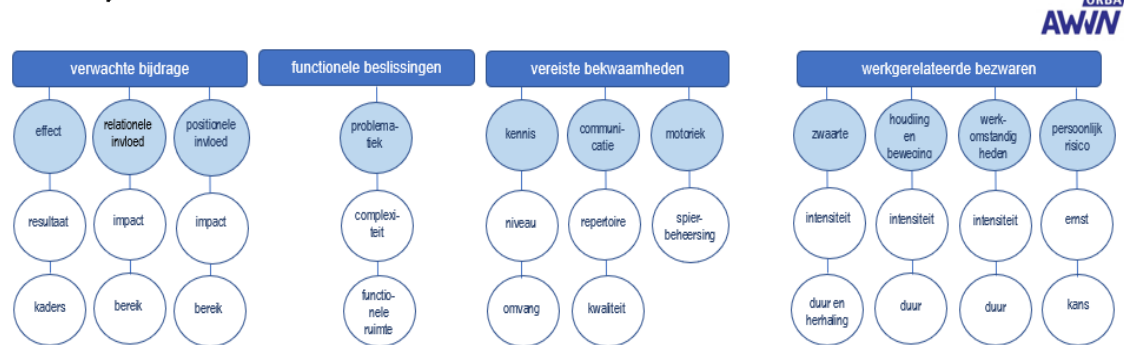 ORBA
AWVN
verwachte bijdrage
functionele beslissingen
vereiste bekwaamheden
werkgerelateerde bezwaren
effect
relationele
invloed
positionele
invloed
problema-
tiek
kennis
communi-
catie
motoriek
zwaarte
houdiing
en
beweging
werk-
omstandig
heden
persoonlijk
risico
resultaat
impact
impact
complexi-
teit
niveau
repertoire
spier-
beheersing
intensiteit
intensiteit
intensiteit
ernst
kaders
bereik
bereik
functio-
nele
ruimte
omvang
kwaliteit
duur en
herhaling
duur
duur
kans